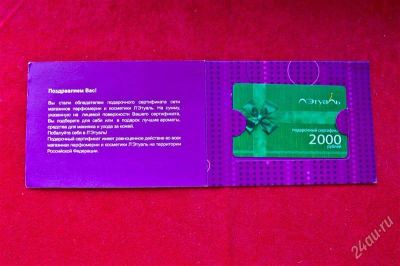 Поздравляем Вас!
Вы стали обладателем подарочного сертификата сети
магазинов парфюмерии и косметики Л'Этуаль. На сумму,
указанную на лицевой поверхности Вашего сертификата,
Вы подберете для себя или в подарок лучшие ароматы,
средства для макияжа и ухода за кожей.
Побалуйте себя в Л'Этуаль!
Подарочный сертификат имеет равноценное действие во всех
магазинах парфюмерии и косметики Л'Этуаль на территории
Российской Федерации.
Л'Этуаль
подарочный сертификат
2000
рублей
24au.ru